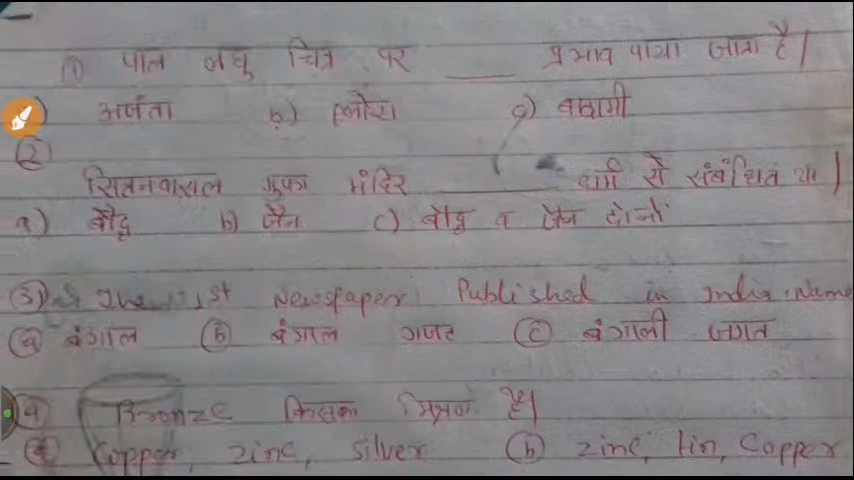 ① पाल लघु चित्र पर ____ प्रभाव पाया जाता है|
) अजंता b) एलोरा c) बादामी
②
सितनवासल गुफा मंदिर ____ धर्म से संबंधित था|
a) बौद्ध b) जैन c) बौद्ध व जैन दोनों
③ The 1st Newspaper Published in India. Name
ⓐ बंगाल ⓑ बंगाल गजट ⓒ बंगाली जगत
④ Bronze किसका मिश्रण है|
ⓐ Copper, zinc, silver ⓑ zinc, tin, Copper